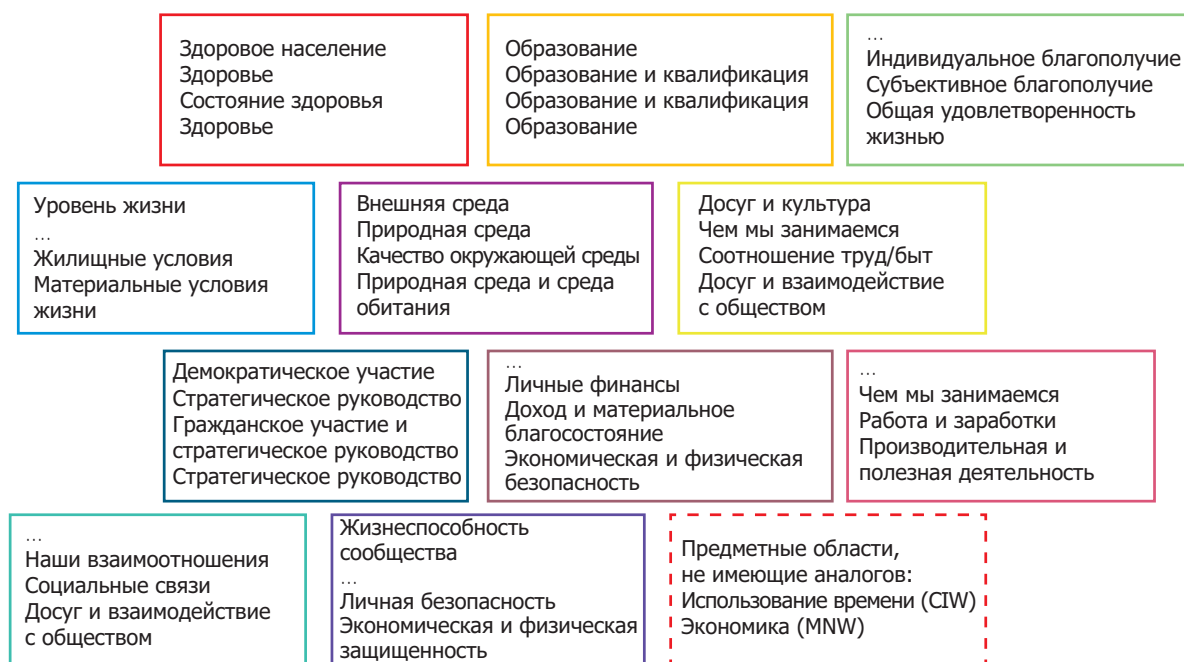 Здоровое население
Здоровье
Состояние здоровья
Здоровье
Образование
Образование и квалификация
Образование и квалификация
Образование
…
Индивидуальное благополучие
Субъективное благополучие
Общая удовлетворенность
жизнью
Уровень жизни
…
Жилищные условия
Материальные условия
жизни
Внешняя среда
Природная среда
Качество окружающей среды
Природная среда и среда
обитания
Досуг и культура
Чем мы занимаемся
Соотношение труд/быт
Досуг и взаимодействие
с обществом
Демократическое участие
Стратегическое руководство
Гражданское участие и
стратегическое руководство
Стратегическое руководство
…
Личные финансы
Доход и материальное
благосостояние
Экономическая и физическая
безопасность
…
Чем мы занимаемся
Работа и заработки
Производительная и
полезная деятельность
…
Наши взаимоотношения
Социальные связи
Досуг и взаимодействие
с обществом
Жизнеспособность
сообщества
…
Личная безопасность
Экономическая и физическая
защищенность
Предметные области,
не имеющие аналогов:
Использование времени (CIW)
Экономика (MNW)